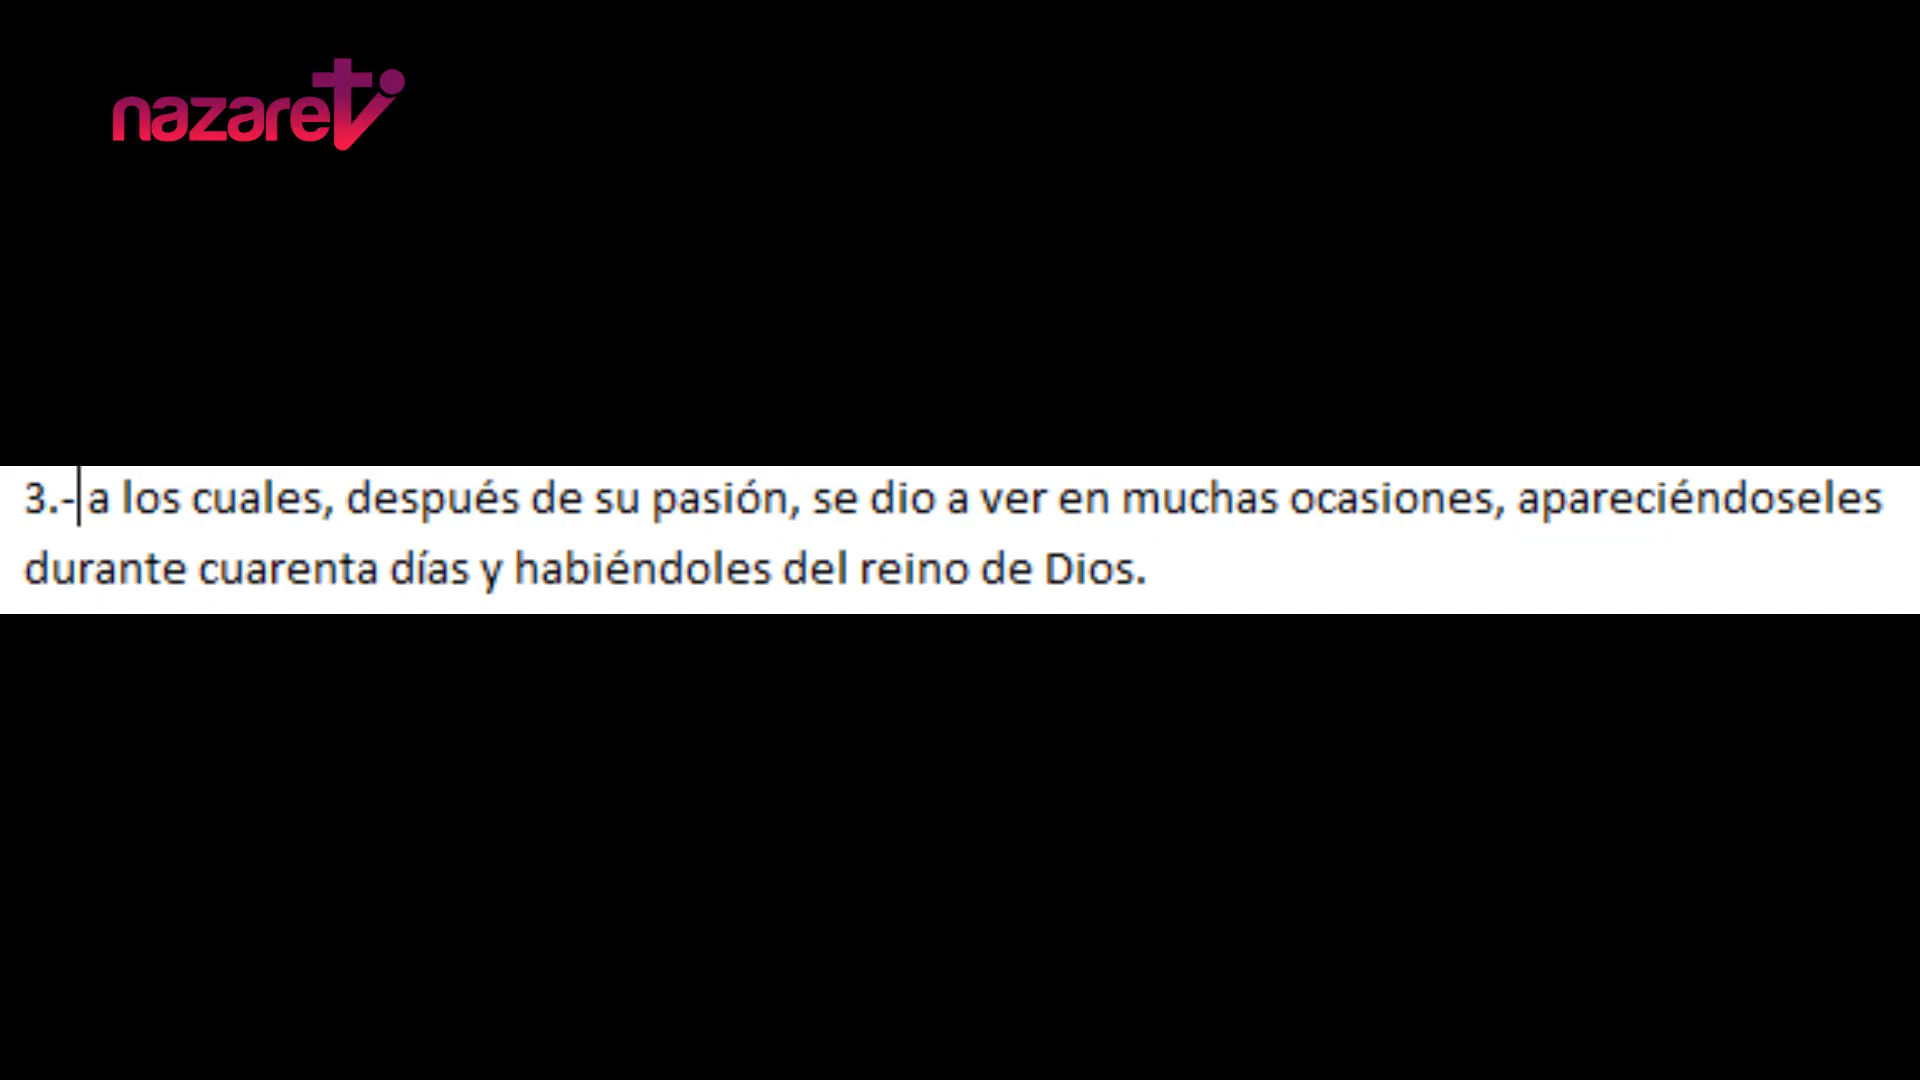 nazaretv
3.- a los cuales, después de su pasión, se dio a ver en muchas ocasiones, apareciéndoseles
durante cuarenta días y habiéndoles del reino de Dios.